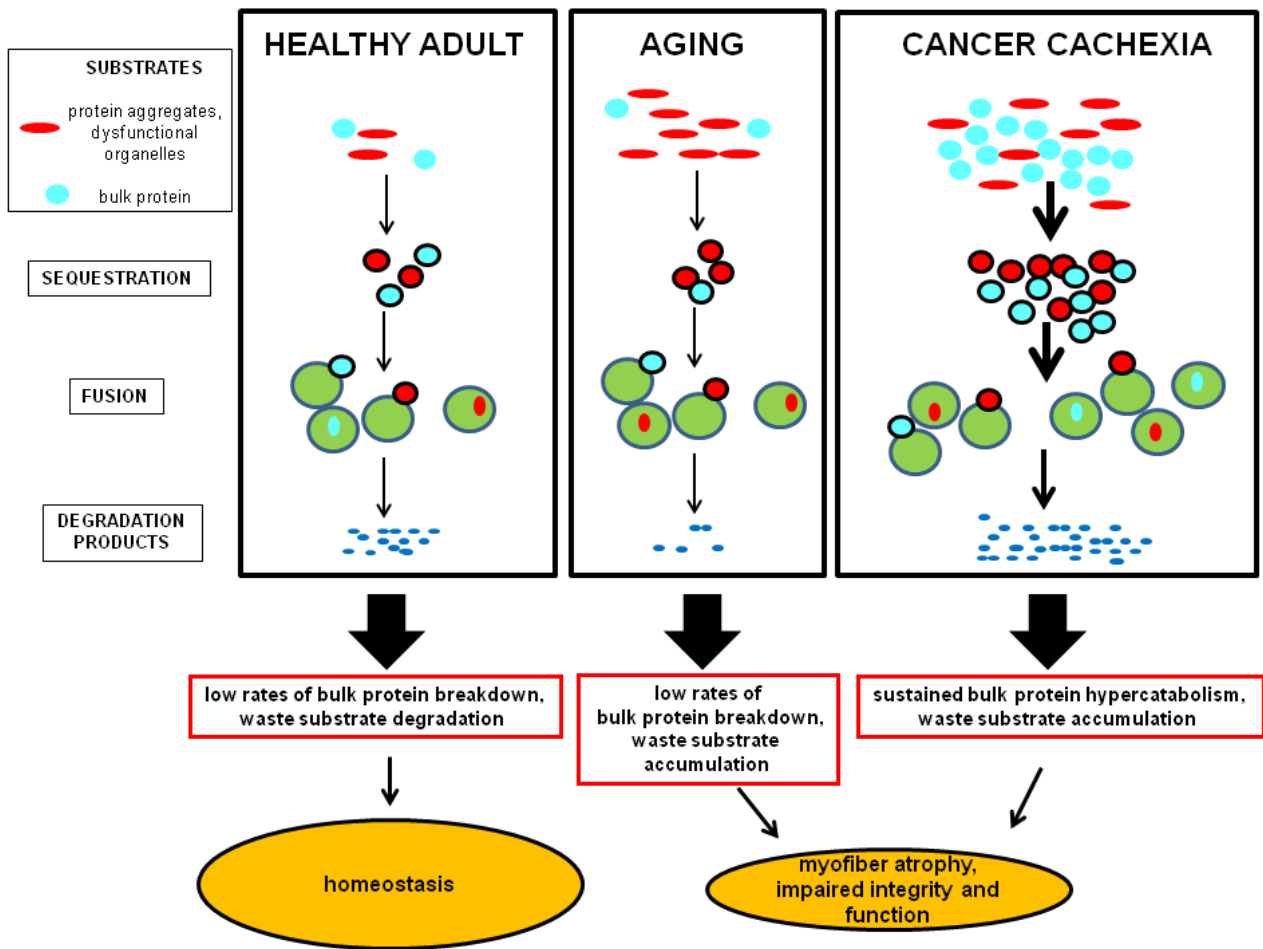 HEALTHY ADULT
AGING
CANCER CACHEXIA
SUBSTRATES
protein aggregates,
dysfunctional
organelles
bulk protein
SEQUESTRATION
FUSION
DEGRADATION
PRODUCTS
low rates of bulk protein breakdown,
waste substrate degradation
low rates of
bulk protein breakdown,
waste substrate
accumulation
sustained bulk protein hypercatabolism,
waste substrate accumulation
homeostasis
myofiber atrophy,
impaired integrity and
function